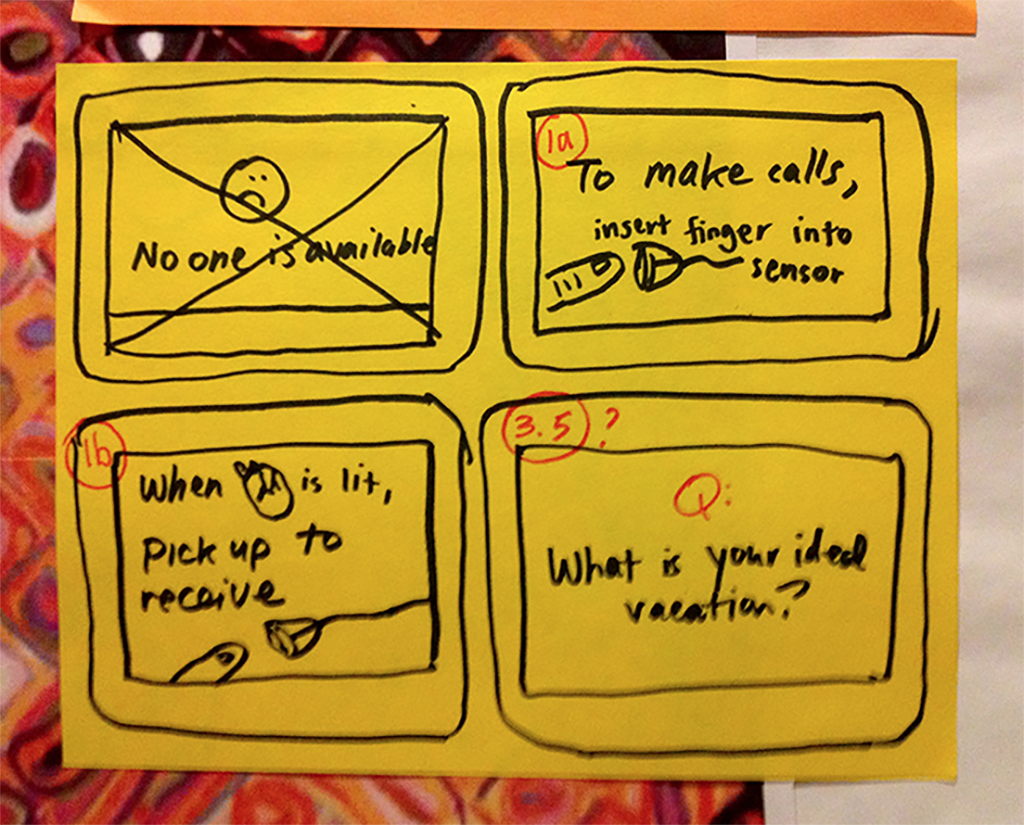 No one is available
1a
To make calls,
insert finger into
sensor
1b
When is lit,
pick up to
receive
3.5 ?
Q:
What is your ideal
vacation?